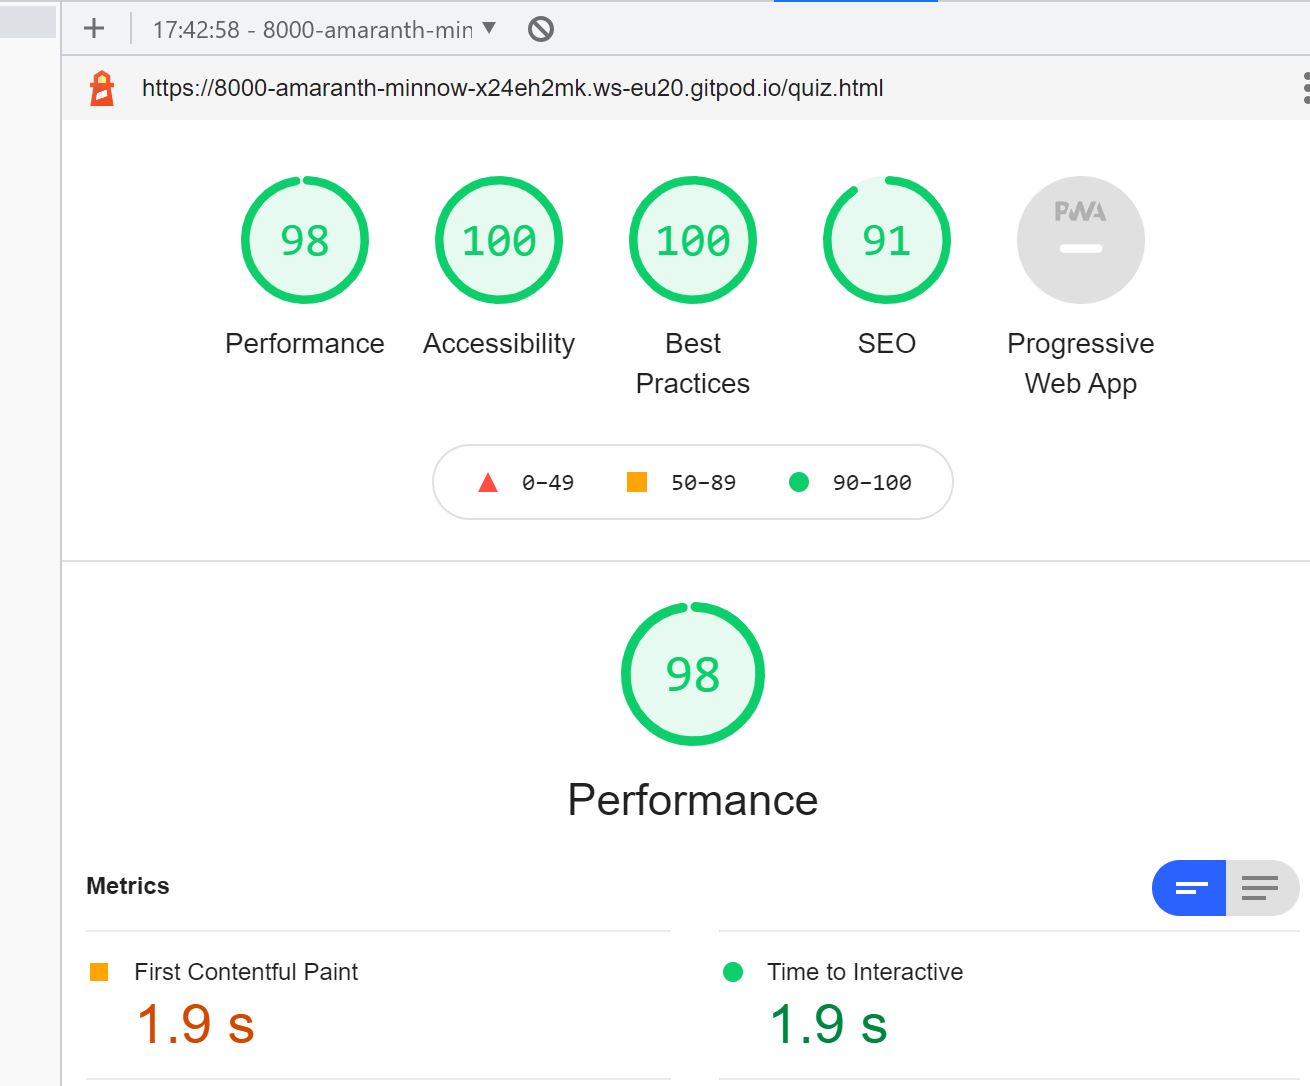 17:42:58 - 8000-amaranth-min
https://8000-amaranth-minnow-x24eh2mk.ws-eu20.gitpod.io/quiz.html
98
100
100
91
PWA
Performance
Accessibility
Best
Practices
SEO
Progressive
Web App
0–49
50–89
90–100
98
Performance
Metrics
First Contentful Paint
1.9 s
Time to Interactive
1.9 s